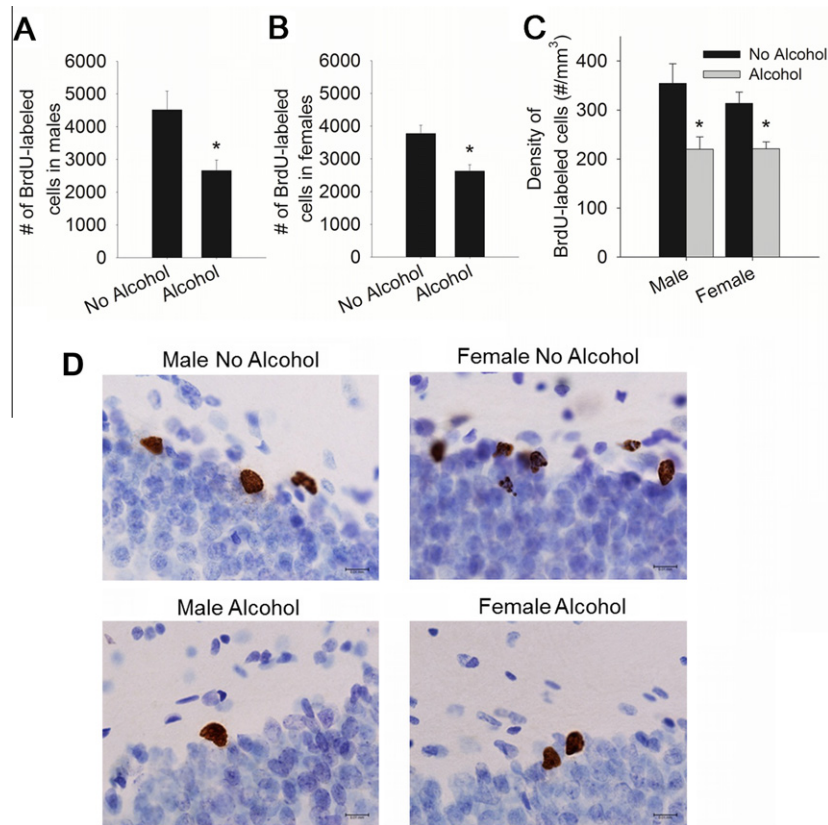 A
# of BrdU-labeled
cells in males
6000
5000
4000
3000
2000
1000
0
*
No Alcohol
Alcohol
B
# of BrdU-labeled
cells in females
6000
5000
4000
3000
2000
1000
0
*
No Alcohol
Alcohol
C
Density of
BrdU-labeled cells (#/mm³)
400
300
200
100
0
No Alcohol
Alcohol
*
*
Male
Female
D
Male No Alcohol
Female No Alcohol
Male Alcohol
Female Alcohol